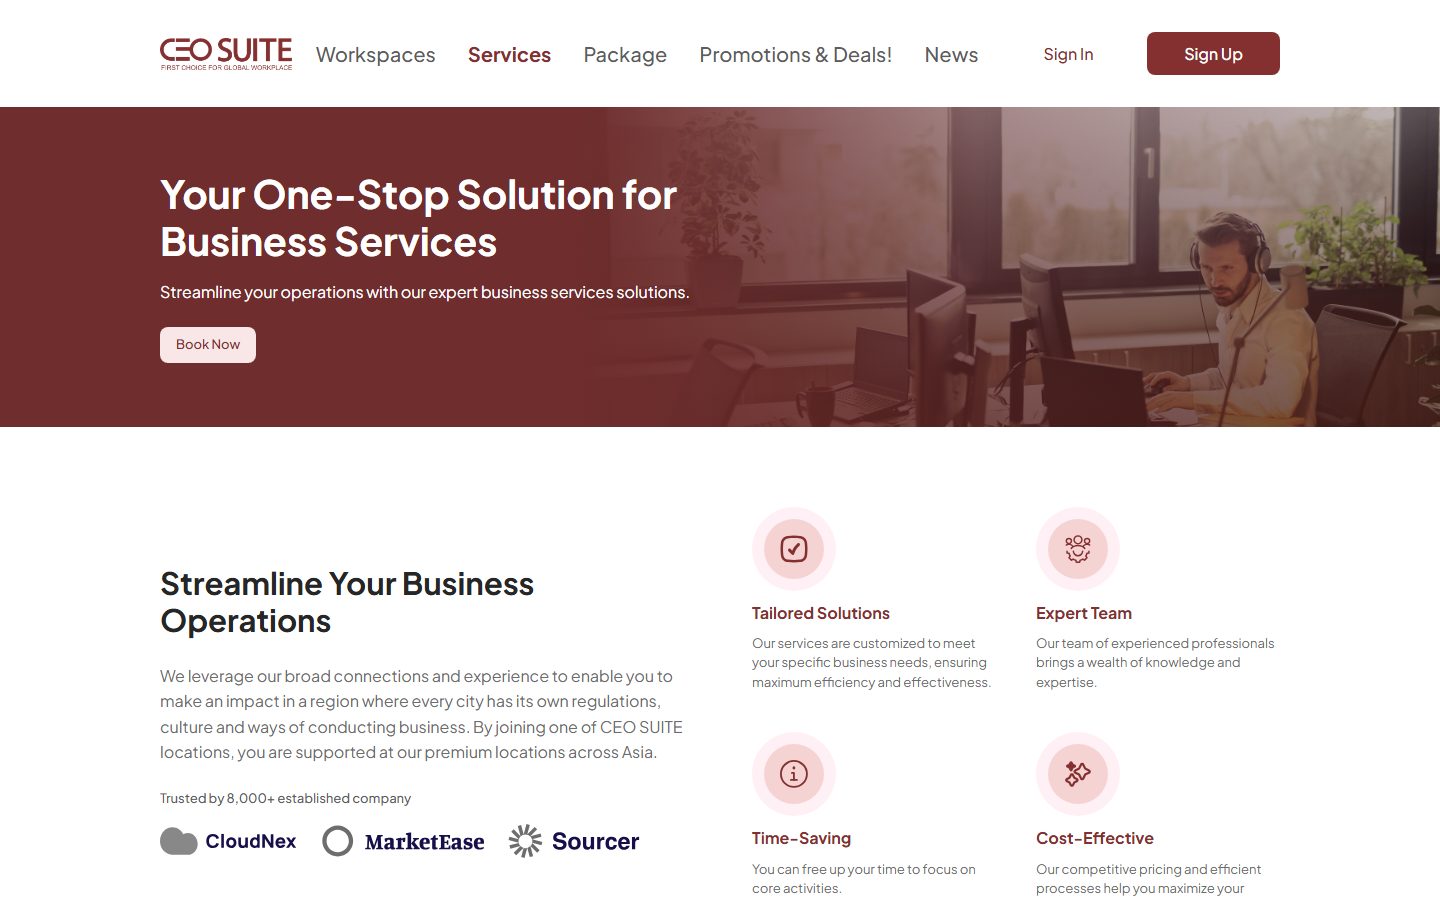 CEO SUITE
FIRST CHOICE FOR GLOBAL WORKPLACE
Workspaces
Services
Package
Promotions & Deals!
News
Sign In
Sign Up
Your One-Stop Solution for
Business Services
Streamline your operations with our expert business services solutions.
Book Now
Streamline Your Business
Operations
We leverage our broad connections and experience to enable you to
make an impact in a region where every city has its own regulations,
culture and ways of conducting business. By joining one of CEO SUITE
locations, you are supported at our premium locations across Asia.
Trusted by 8,000+ established company
CloudNex
MarketEase
Sourcer
Tailored Solutions
Our services are customized to meet
your specific business needs, ensuring
maximum efficiency and effectiveness.
Expert Team
Our team of experienced professionals
brings a wealth of knowledge and
expertise.
Time-Saving
You can free up your time to focus on
core activities.
Cost-Effective
Our competitive pricing and efficient
processes help you maximize your